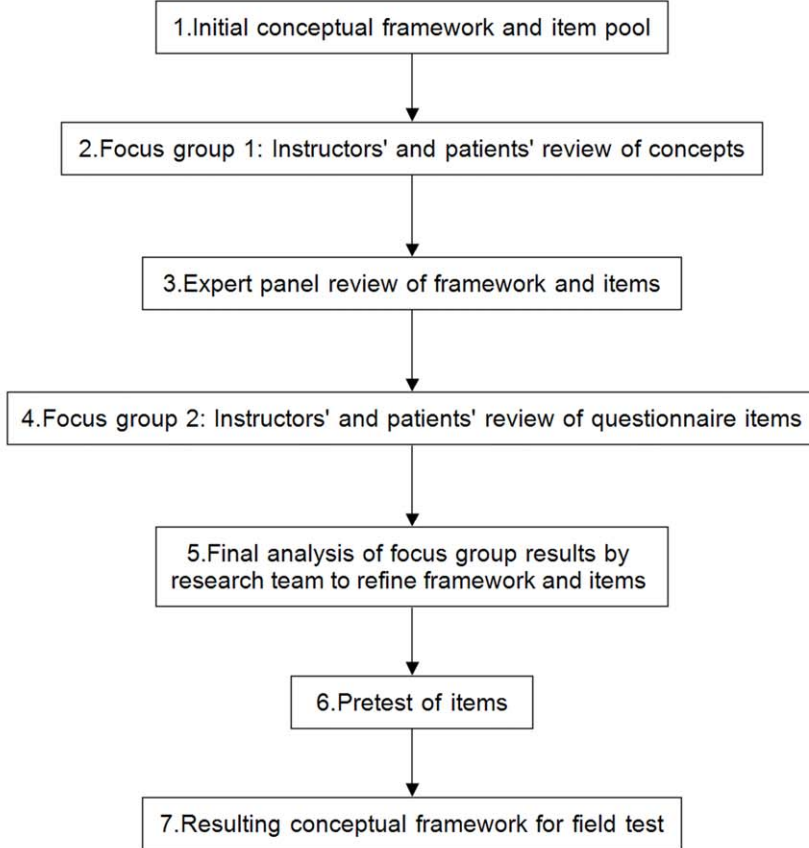 1.Initial conceptual framework and item pool
2.Focus group 1: Instructors' and patients' review of concepts
3.Expert panel review of framework and items
4.Focus group 2: Instructors' and patients' review of questionnaire items
5.Final analysis of focus group results by
research team to refine framework and items
6.Pretest of items
7.Resulting conceptual framework for field test